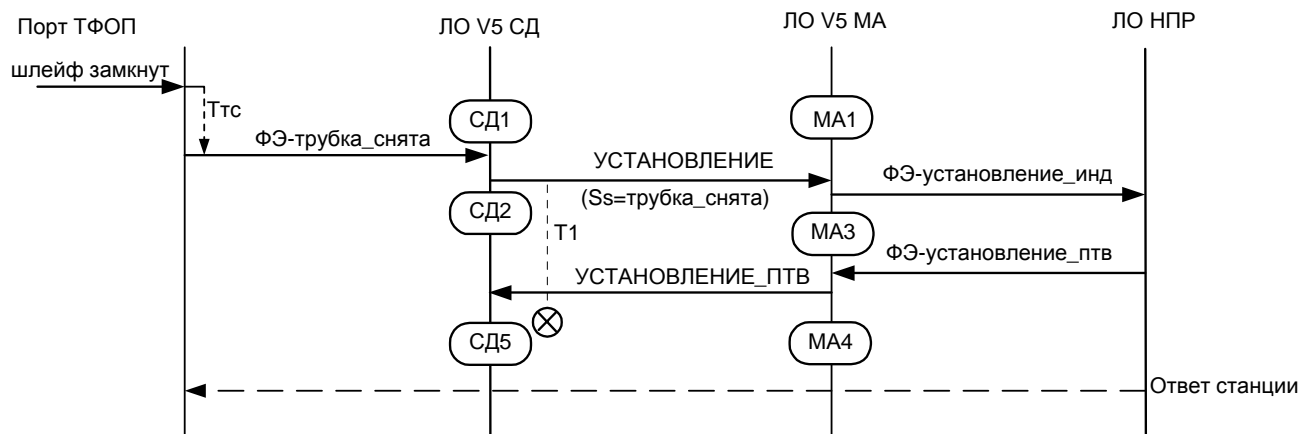 Порт ТФОП
ЛО V5 СД
ЛО V5 МА
ЛО НПР
шлейф замкнут
Ттс
СД1
МА1
ФЭ-трубка_снята
УСТАНОВЛЕНИЕ
ФЭ-установление_инд
(Ss=трубка_снята)
СД2
Т1
МА3
ФЭ-установление_птв
УСТАНОВЛЕНИЕ_ПТВ
СД5
МА4
Ответ станции